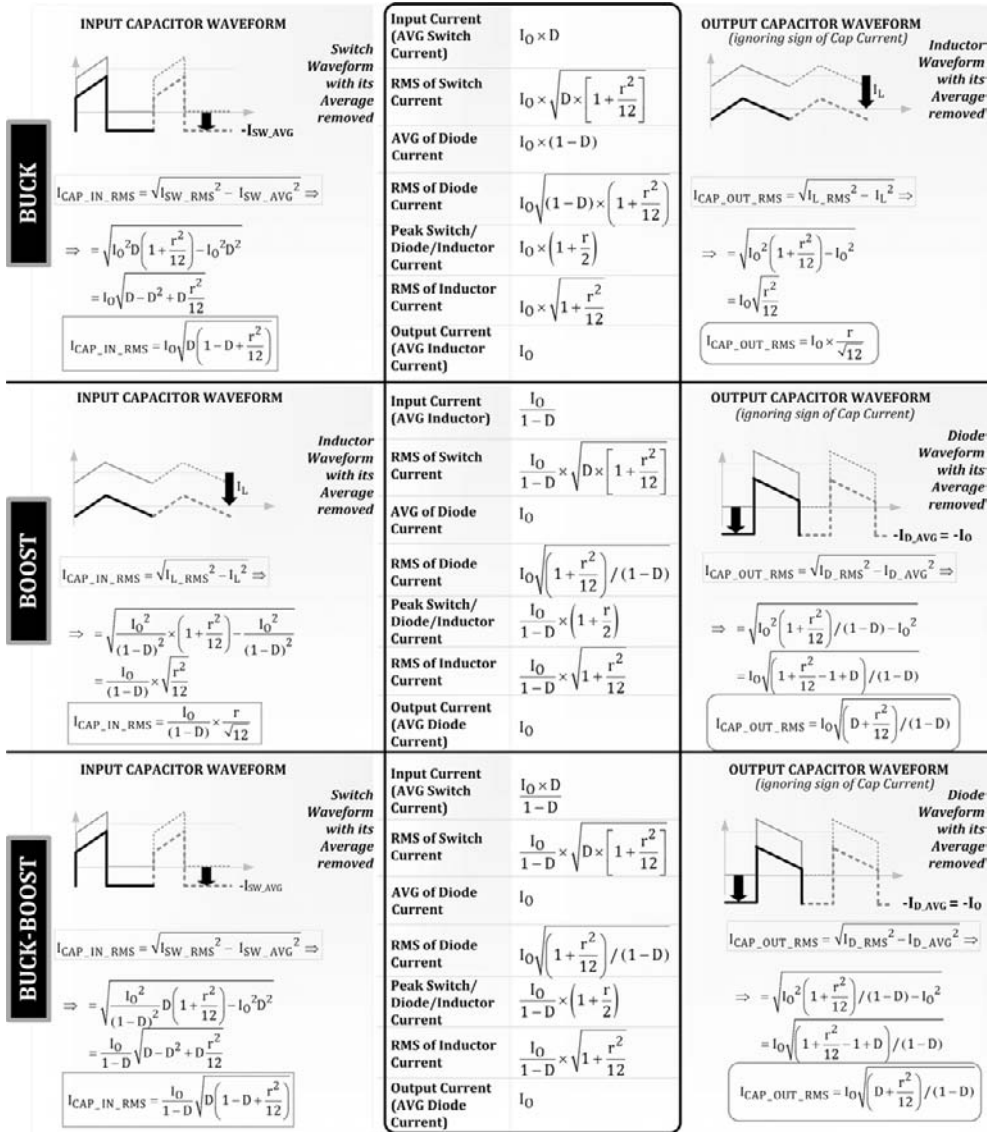 BUCK
INPUT CAPACITOR WAVEFORM
Switch
Waveform
with its
Average
removed
-I_SW_AVG
I_CAP_IN_RMS = √(I_SW_RMS² − I_SW_AVG²) ⇒
⇒ = √(I_O²D(1+r²/12)−I_O²D²)
= I_O√(D−D²+D r²/12)
I_CAP_IN_RMS = I_O√(D(1−D+r²/12))
Input Current
(AVG Switch
Current)
I_O × D
RMS of Switch
Current
I_O × √(D×[1+r²/12])
AVG of Diode
Current
I_O × (1−D)
RMS of Diode
Current
I_O√((1−D)×(1+r²/12))
Peak Switch/
Diode/Inductor
Current
I_O × (1+r/2)
RMS of Inductor
Current
I_O × √(1+r²/12)
Output Current
(AVG Inductor
Current)
I_O
OUTPUT CAPACITOR WAVEFORM
(ignoring sign of Cap Current)
Inductor
Waveform
with its
Average
removed
I_L
I_CAP_OUT_RMS = √(I_L_RMS² − I_L²) ⇒
⇒ = √(I_O²(1+r²/12)−I_O²)
= I_O√(r²/12)
I_CAP_OUT_RMS = I_O × r/√12
BOOST
INPUT CAPACITOR WAVEFORM
Inductor
Waveform
with its
Average
removed
I_L
I_CAP_IN_RMS = √(I_L_RMS² − I_L²) ⇒
⇒ = √(I_O²/(1−D)² × (1+r²/12) − I_O²/(1−D)²)
= I_O/(1−D) × √(r²/12)
I_CAP_IN_RMS = I_O/(1−D) × r/√12
Input Current
(AVG Inductor)
I_O/(1−D)
RMS of Switch
Current
I_O/(1−D) × √(D×[1+r²/12])
AVG of Diode
Current
I_O
RMS of Diode
Current
I_O√((1+r²/12)/(1−D))
Peak Switch/
Diode/Inductor
Current
I_O/(1−D) × (1+r/2)
RMS of Inductor
Current
I_O/(1−D) × √(1+r²/12)
Output Current
(AVG Diode
Current)
I_O
OUTPUT CAPACITOR WAVEFORM
(ignoring sign of Cap Current)
Diode
Waveform
with its
Average
removed
-I_D_AVG = -I_O
I_CAP_OUT_RMS = √(I_D_RMS² − I_D_AVG²) ⇒
⇒ = √(I_O²(1+r²/12)/(1−D)−I_O²)
= I_O√((1+r²/12−1+D)/(1−D))
I_CAP_OUT_RMS = I_O√((D+r²/12)/(1−D))
BUCK-BOOST
INPUT CAPACITOR WAVEFORM
Switch
Waveform
with its
Average
removed
-I_SW_AVG
I_CAP_IN_RMS = √(I_SW_RMS² − I_SW_AVG²) ⇒
⇒ = √(I_O²/(1−D)² D(1+r²/12)−I_O²D²)
= I_O/(1−D) √(D−D²+D r²/12)
I_CAP_IN_RMS = I_O/(1−D) √(D(1−D+r²/12))
Input Current
(AVG Switch
Current)
I_O×D/(1−D)
RMS of Switch
Current
I_O/(1−D) × √(D×[1+r²/12])
AVG of Diode
Current
I_O
RMS of Diode
Current
I_O√((1+r²/12)/(1−D))
Peak Switch/
Diode/Inductor
Current
I_O/(1−D) × (1+r/2)
RMS of Inductor
Current
I_O/(1−D) × √(1+r²/12)
Output Current
(AVG Diode
Current)
I_O
OUTPUT CAPACITOR WAVEFORM
(ignoring sign of Cap Current)
Diode
Waveform
with its
Average
removed
-I_D_AVG = -I_O
I_CAP_OUT_RMS = √(I_D_RMS² − I_D_AVG²) ⇒
⇒ = √(I_O²(1+r²/12)/(1−D)−I_O²)
= I_O√((1+r²/12−1+D)/(1−D))
I_CAP_OUT_RMS = I_O√((D+r²/12)/(1−D))